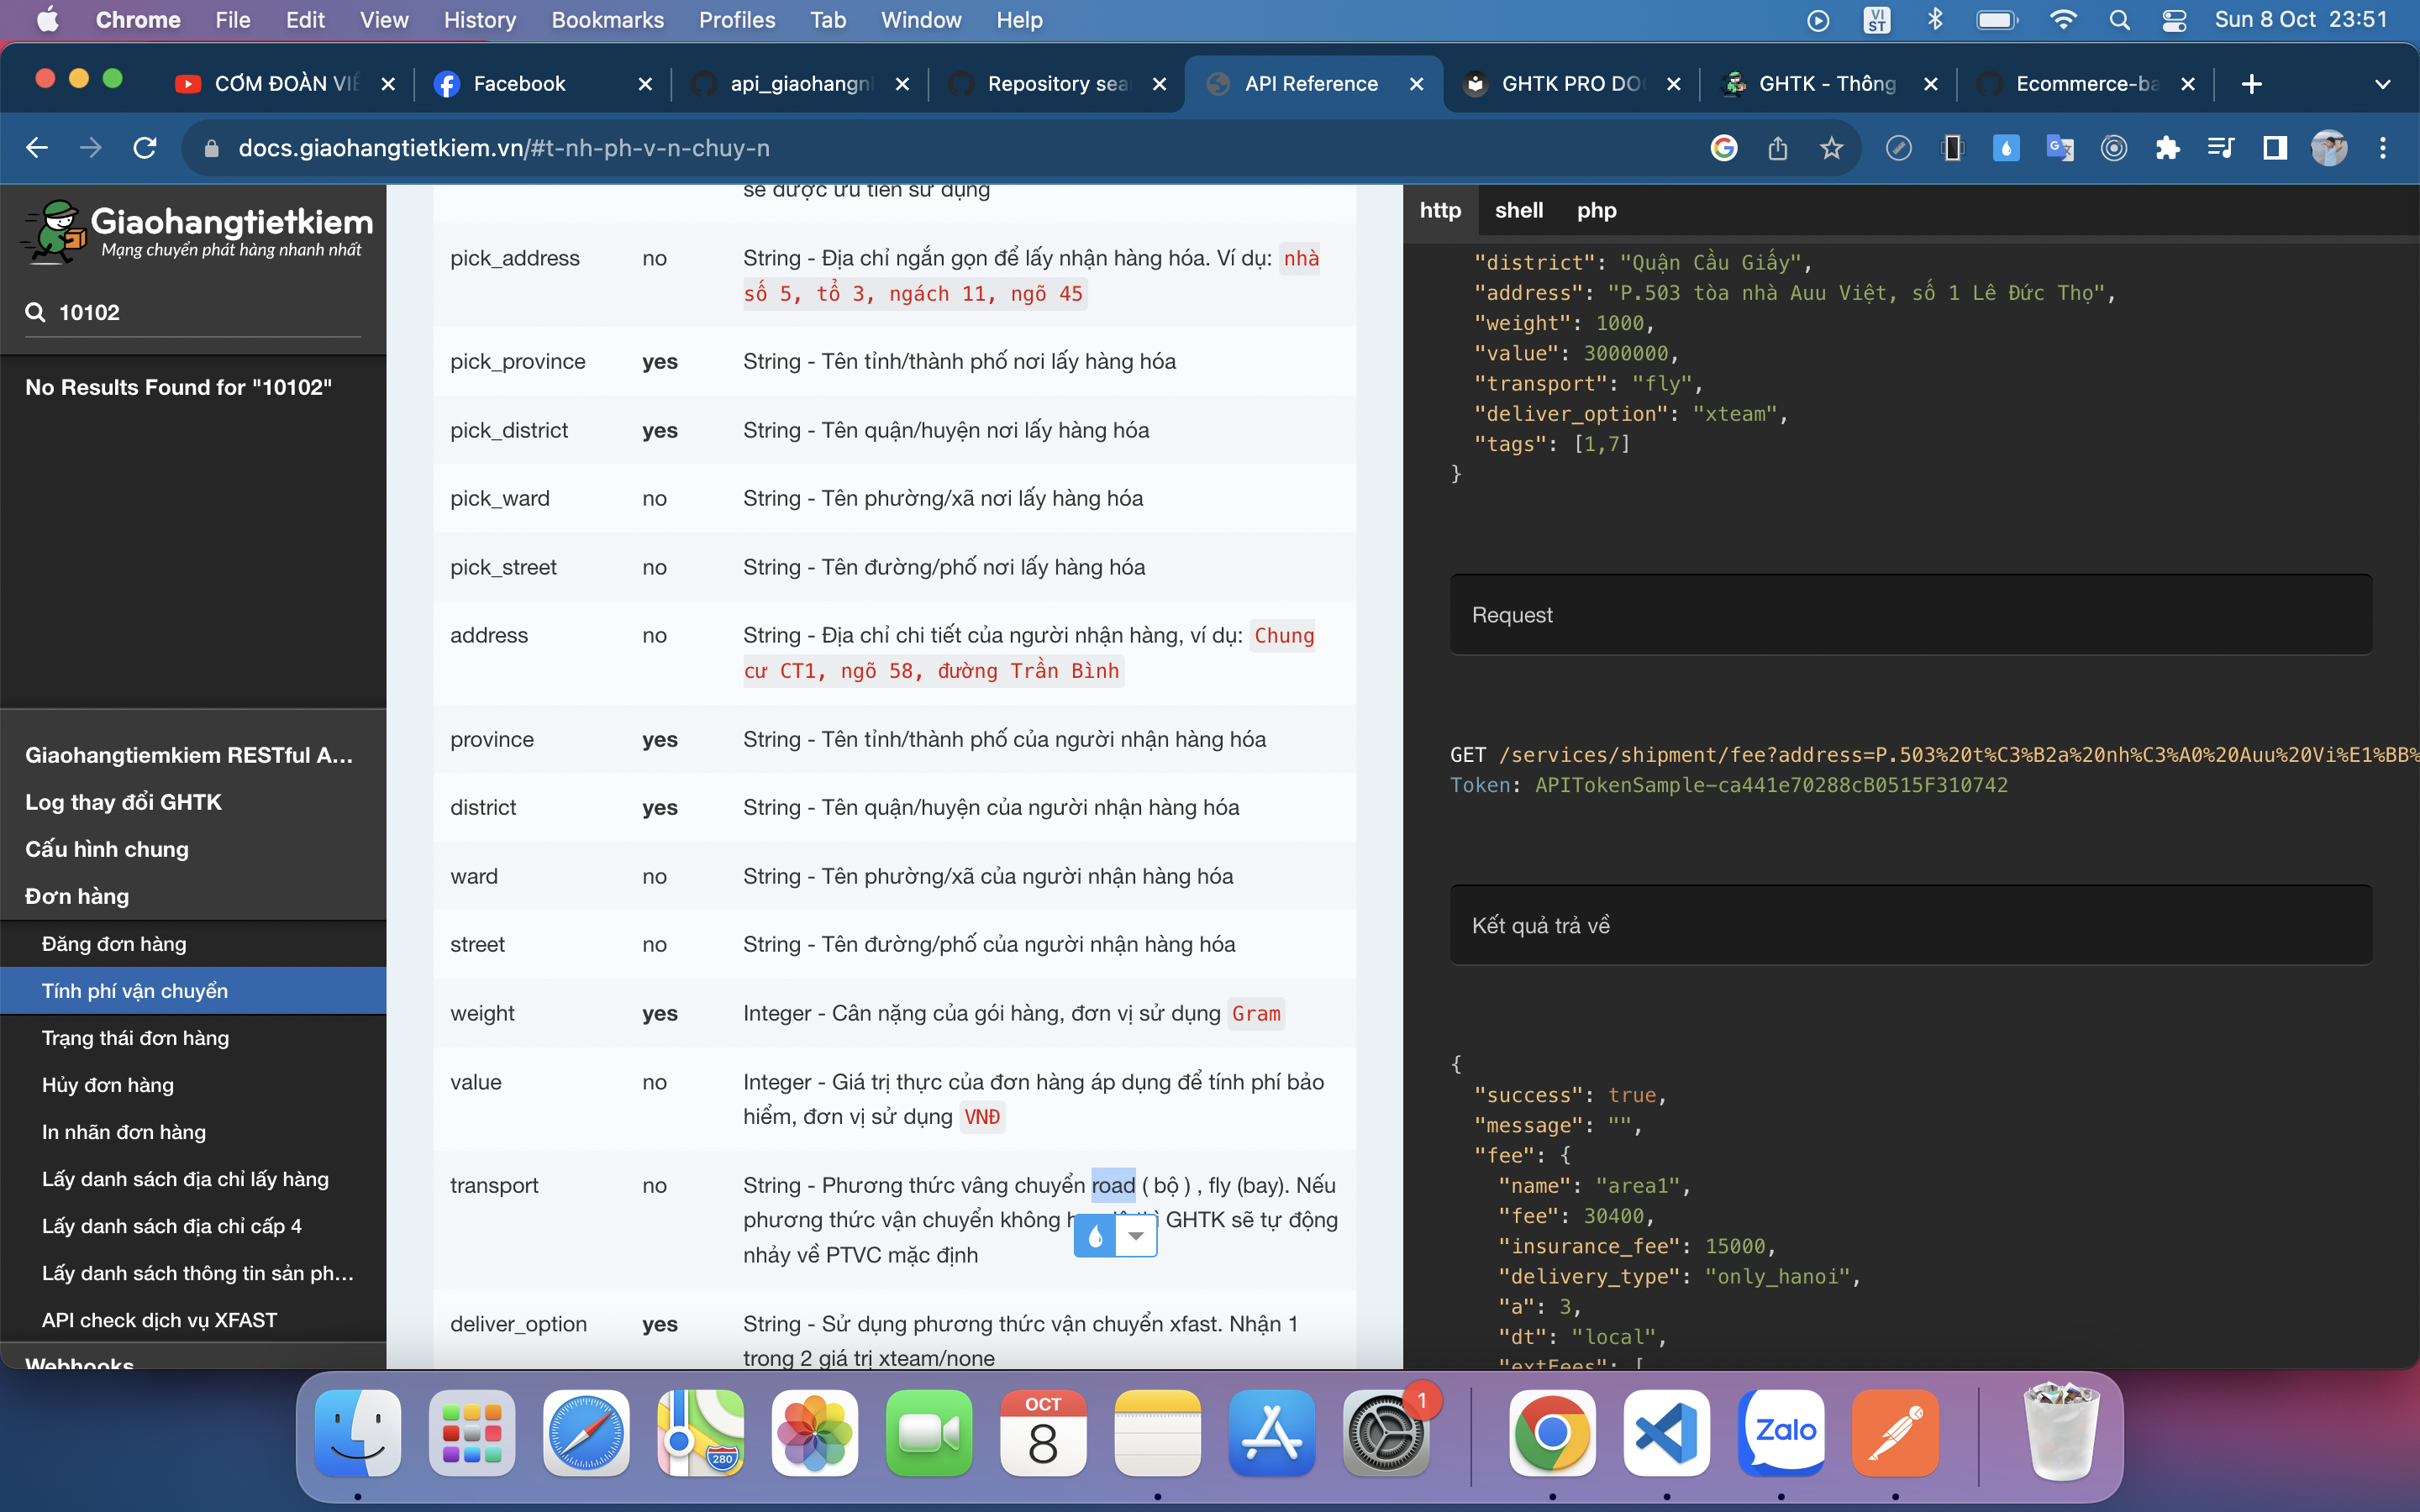 Chrome File Edit View History Bookmarks Profiles Tab Window Help
VI
ST
Sun 8 Oct 23:51
CƠM ĐOÀN
Facebook
api_giaohangnh
Repository sea
API Reference
GHTK PRO DO
GHTK - Thông
Ecommerce-ba
docs.giaohangtietkiem.vn/#t-nh-ph-v-n-chuy-n
Giaohangtietkiem
Mạng chuyển phát hàng nhanh nhất
10102
No Results Found for "10102"
Giaohangtiemkiem RESTful A...
Log thay đổi GHTK
Cấu hình chung
Đơn hàng
Đăng đơn hàng
Tính phí vận chuyển
Trạng thái đơn hàng
Hủy đơn hàng
In nhãn đơn hàng
Lấy danh sách địa chỉ lấy hàng
Lấy danh sách địa chỉ cấp 4
Lấy danh sách thông tin sản ph...
API check dịch vụ XFAST
Webhooks
sẽ được ưu tiên sử dụng
pick_address no String - Địa chỉ ngắn gọn để lấy nhận hàng hóa. Ví dụ: nhà
số 5, tổ 3, ngách 11, ngõ 45
pick_province yes String - Tên tỉnh/thành phố nơi lấy hàng hóa
pick_district yes String - Tên quận/huyện nơi lấy hàng hóa
pick_ward no String - Tên phường/xã nơi lấy hàng hóa
pick_street no String - Tên đường/phố nơi lấy hàng hóa
address no String - Địa chỉ chi tiết của người nhận hàng, ví dụ: Chung
cư CT1, ngõ 58, đường Trần Bình
province yes String - Tên tỉnh/thành phố của người nhận hàng hóa
district yes String - Tên quận/huyện của người nhận hàng hóa
ward no String - Tên phường/xã của người nhận hàng hóa
street no String - Tên đường/phố của người nhận hàng hóa
weight yes Integer - Cân nặng của gói hàng, đơn vị sử dụng Gram
value no Integer - Giá trị thực của đơn hàng áp dụng để tính phí bảo
hiểm, đơn vị sử dụng VNĐ
transport no String - Phương thức vâng chuyển road ( bộ ) , fly (bay). Nếu
phương thức vận chuyển không GHTK sẽ tự động
nhảy về PTVC mặc định
deliver_option yes String - Sử dụng phương thức vận chuyển xfast. Nhận 1
trong 2 giá trị xteam/none
http shell php
"district": "Quận Cầu Giấy",
"address": "P.503 tòa nhà Auu Việt, số 1 Lê Đức Thọ",
"weight": 1000,
"value": 3000000,
"transport": "fly",
"deliver_option": "xteam",
"tags": [1,7]
}
Request
GET /services/shipment/fee?address=P.503%20t%C3%B2a%20nh%C3%A0%20Auu%20Vi%E1%BB%
Token: APITokenSample-ca441e70288cB0515F310742
Kết quả trả về
{
"success": true,
"message": "",
"fee": {
"name": "area1",
"fee": 30400,
"insurance_fee": 15000,
"delivery_type": "only_hanoi",
"a": 3,
"dt": "local",
"extFees": [
280
OCT
8
1
Zalo